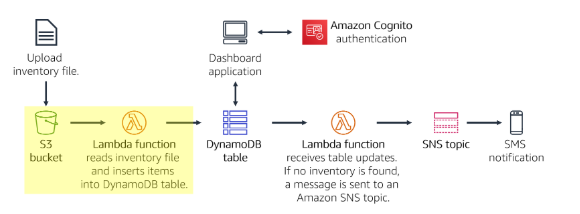 Upload
inventory file.
Dashboard
application
Amazon Cognito
authentication
S3
bucket
Lambda function
reads inventory file
and inserts items
into DynamoDB table.
DynamoDB
table
Lambda function
receives table updates.
If no inventory is found,
a message is sent to an
Amazon SNS topic.
SNS topic
SMS
notification